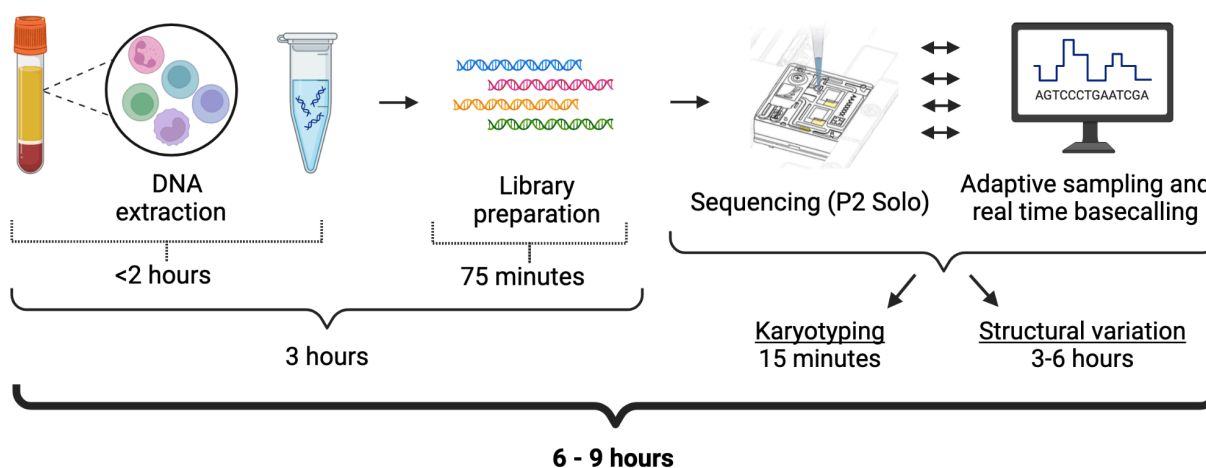 AGTCCCTGAATCGA
DNA
extraction
Library
preparation
Sequencing (P2 Solo)
Adaptive sampling and
real time basecalling
<2 hours
75 minutes
3 hours
Karyotyping
15 minutes
Structural variation
3-6 hours
6 - 9 hours